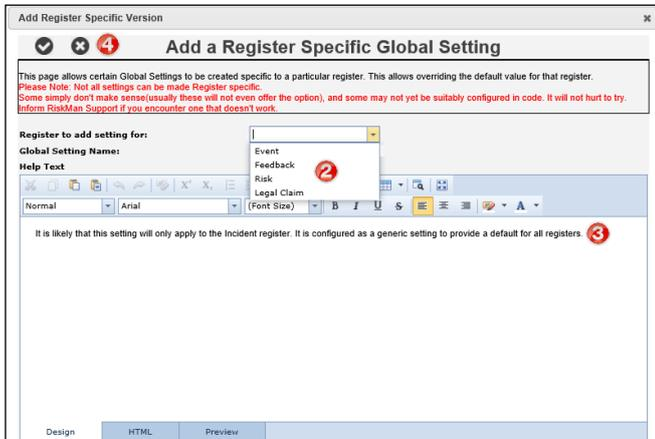 Add Register Specific Version
4
Add a Register Specific Global Setting
This page allows certain Global Settings to be created specific to a particular register. This allows overriding the default value for that register.
Please Note: Not all settings can be made Register specific.
Some simply don't make sense(usually these will not even offer the option), and some may not yet be suitably configured in code. It will not hurt to try.
Inform RiskMan Support if you encounter one that doesn't work.
Register to add setting for:
Global Setting Name:
Event
Help Text
Feedback
Risk
Legal Claim
2
Normal
Arial
(Font Size)
B I U S
A
It is likely that this setting will only apply to the Incident register. It is configured as a generic setting to provide a default for all registers.
3
Design
HTML
Preview